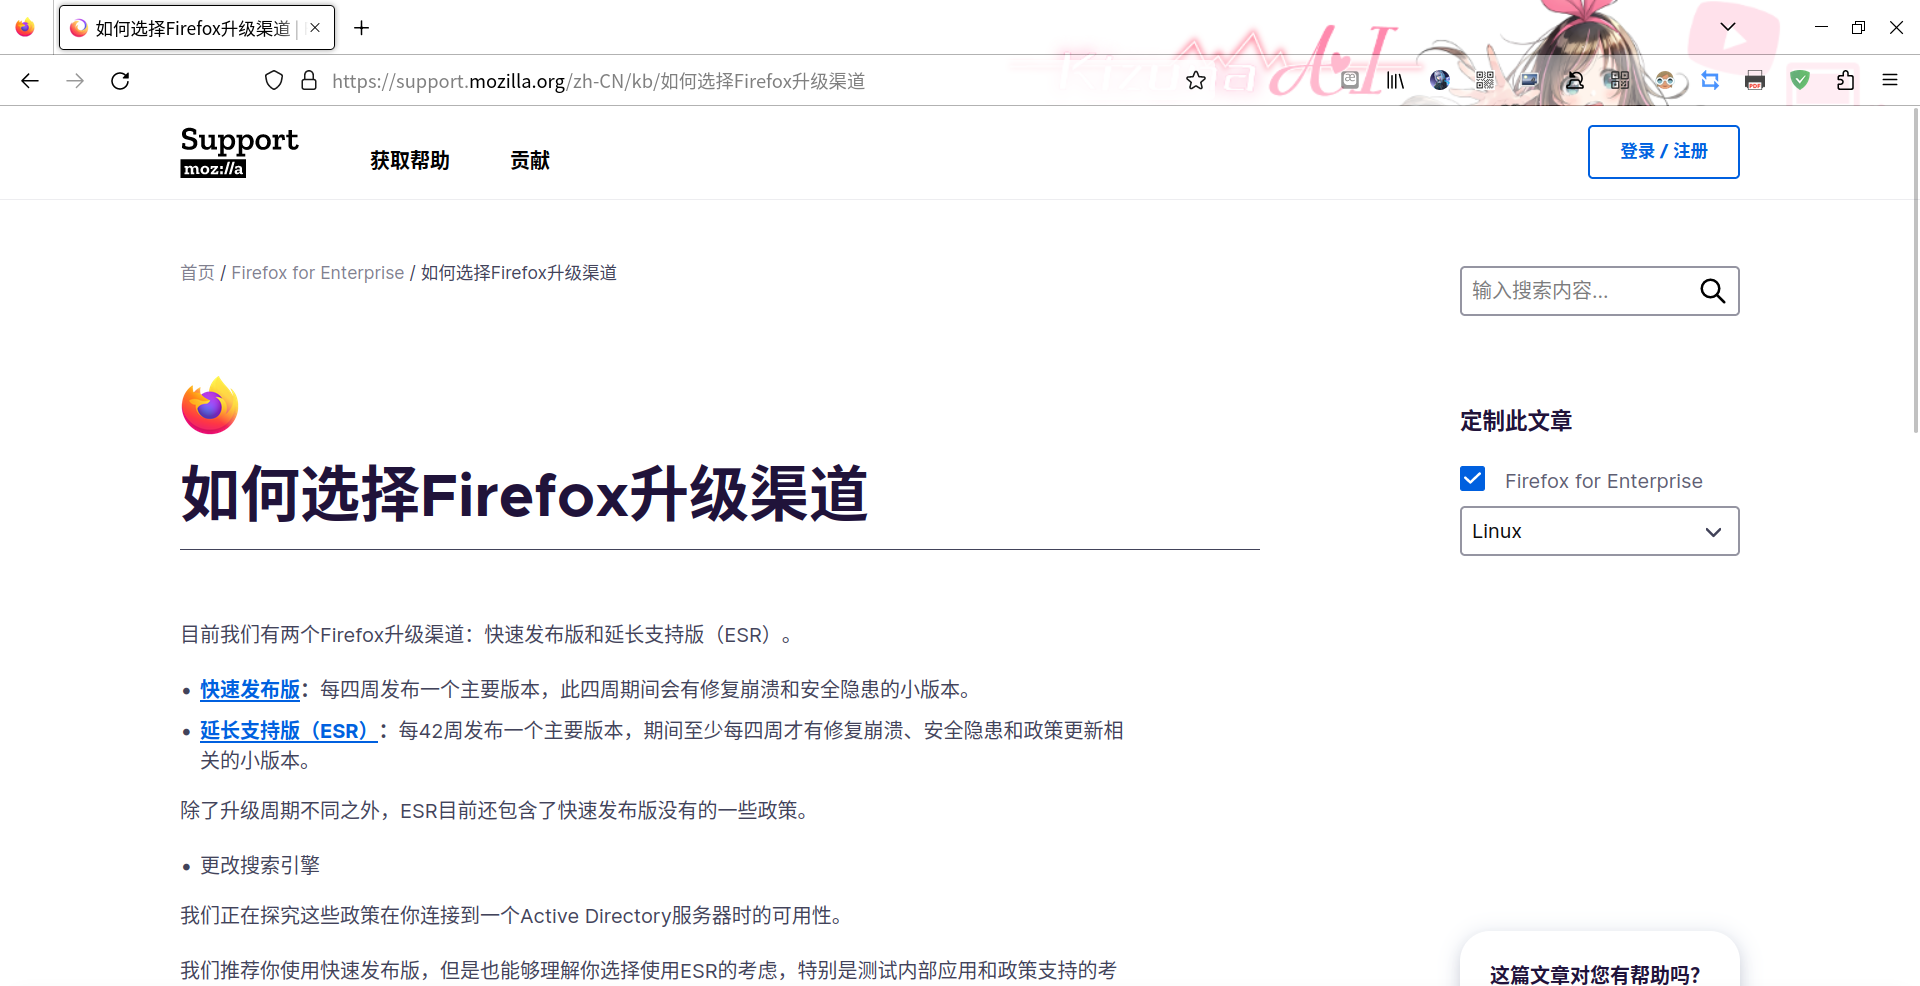 如何选择Firefox升级渠道 |
https://support.mozilla.org/zh-CN/kb/如何选择Firefox升级渠道
Support
moz://a
获取帮助
贡献
登录 / 注册
首页 / Firefox for Enterprise / 如何选择Firefox升级渠道
输入搜索内容...
如何选择Firefox升级渠道
定制此文章
Firefox for Enterprise
Linux
目前我们有两个Firefox升级渠道：快速发布版和延长支持版（ESR）。
• 快速发布版：每四周发布一个主要版本，此四周期间会有修复崩溃和安全隐患的小版本。
• 延长支持版（ESR）：每42周发布一个主要版本，期间至少每四周才有修复崩溃、安全隐患和政策更新相
关的小版本。
除了升级周期不同之外，ESR目前还包含了快速发布版没有的一些政策。
• 更改搜索引擎
我们正在探究这些政策在你连接到一个Active Directory服务器时的可用性。
我们推荐你使用快速发布版，但是也能够理解你选择使用ESR的考虑，特别是测试内部应用和政策支持的考
这篇文章对您有帮助吗？